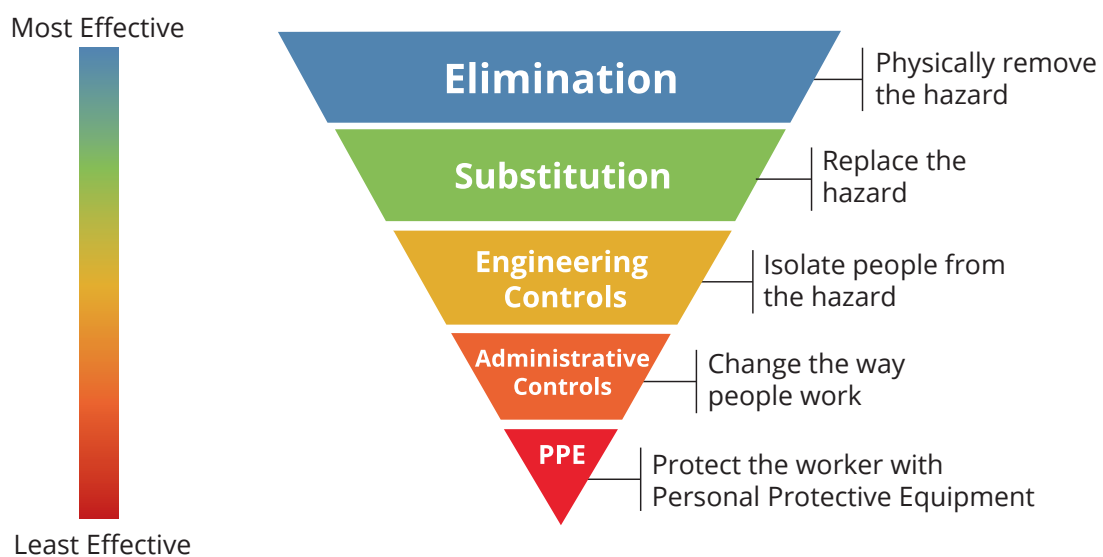 Most Effective
Elimination
Physically remove
the hazard
Substitution
Replace the
hazard
Engineering
Controls
Isolate people from
the hazard
Administrative
Controls
Change the way
people work
PPE
Protect the worker with
Personal Protective Equipment
Least Effective